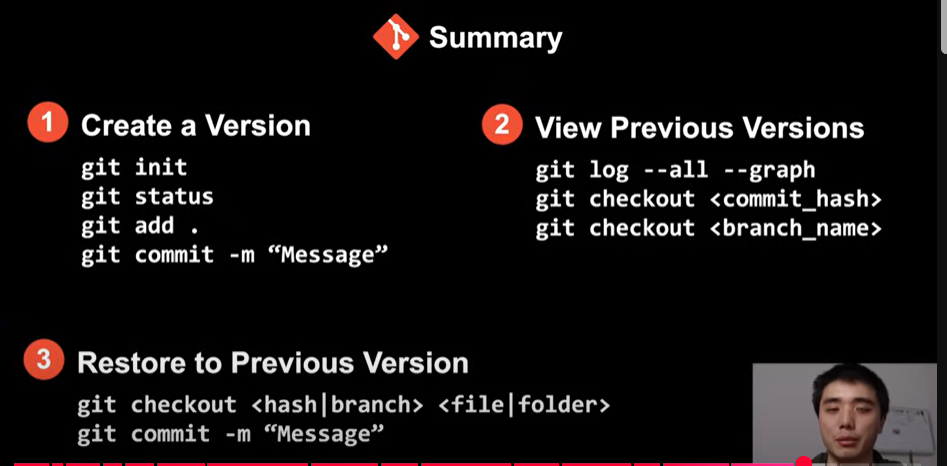 Summary
1 Create a Version
git init
git status
git add .
git commit -m “Message”
2 View Previous Versions
git log --all --graph
git checkout <commit_hash>
git checkout <branch_name>
3 Restore to Previous Version
git checkout <hash|branch> <file|folder>
git commit -m “Message”